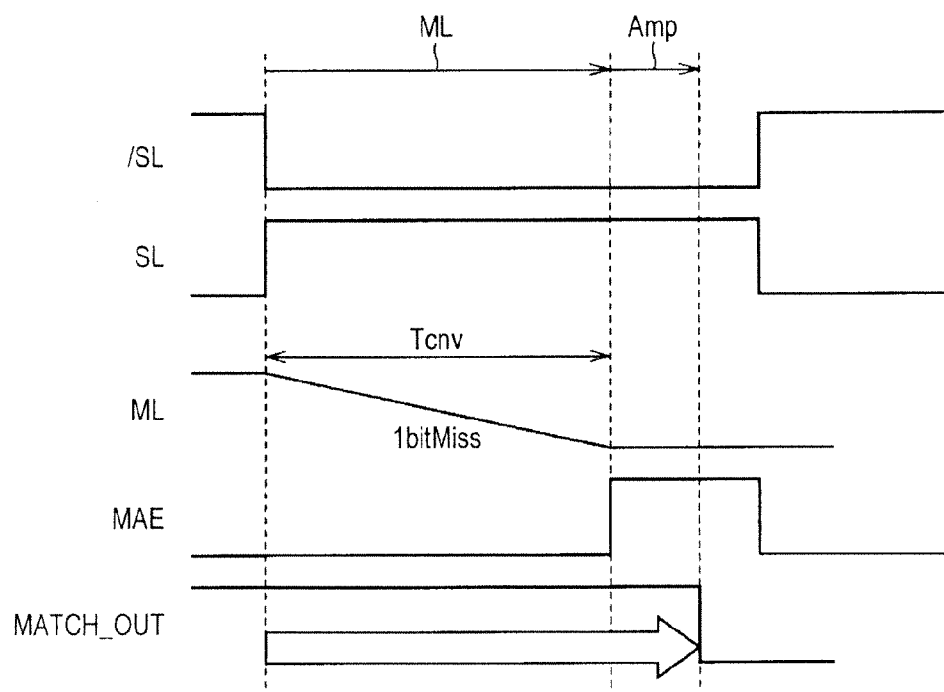 ML
Amp
/SL
SL
Tcnv
ML
1bitMiss
MAE
MATCH_OUT